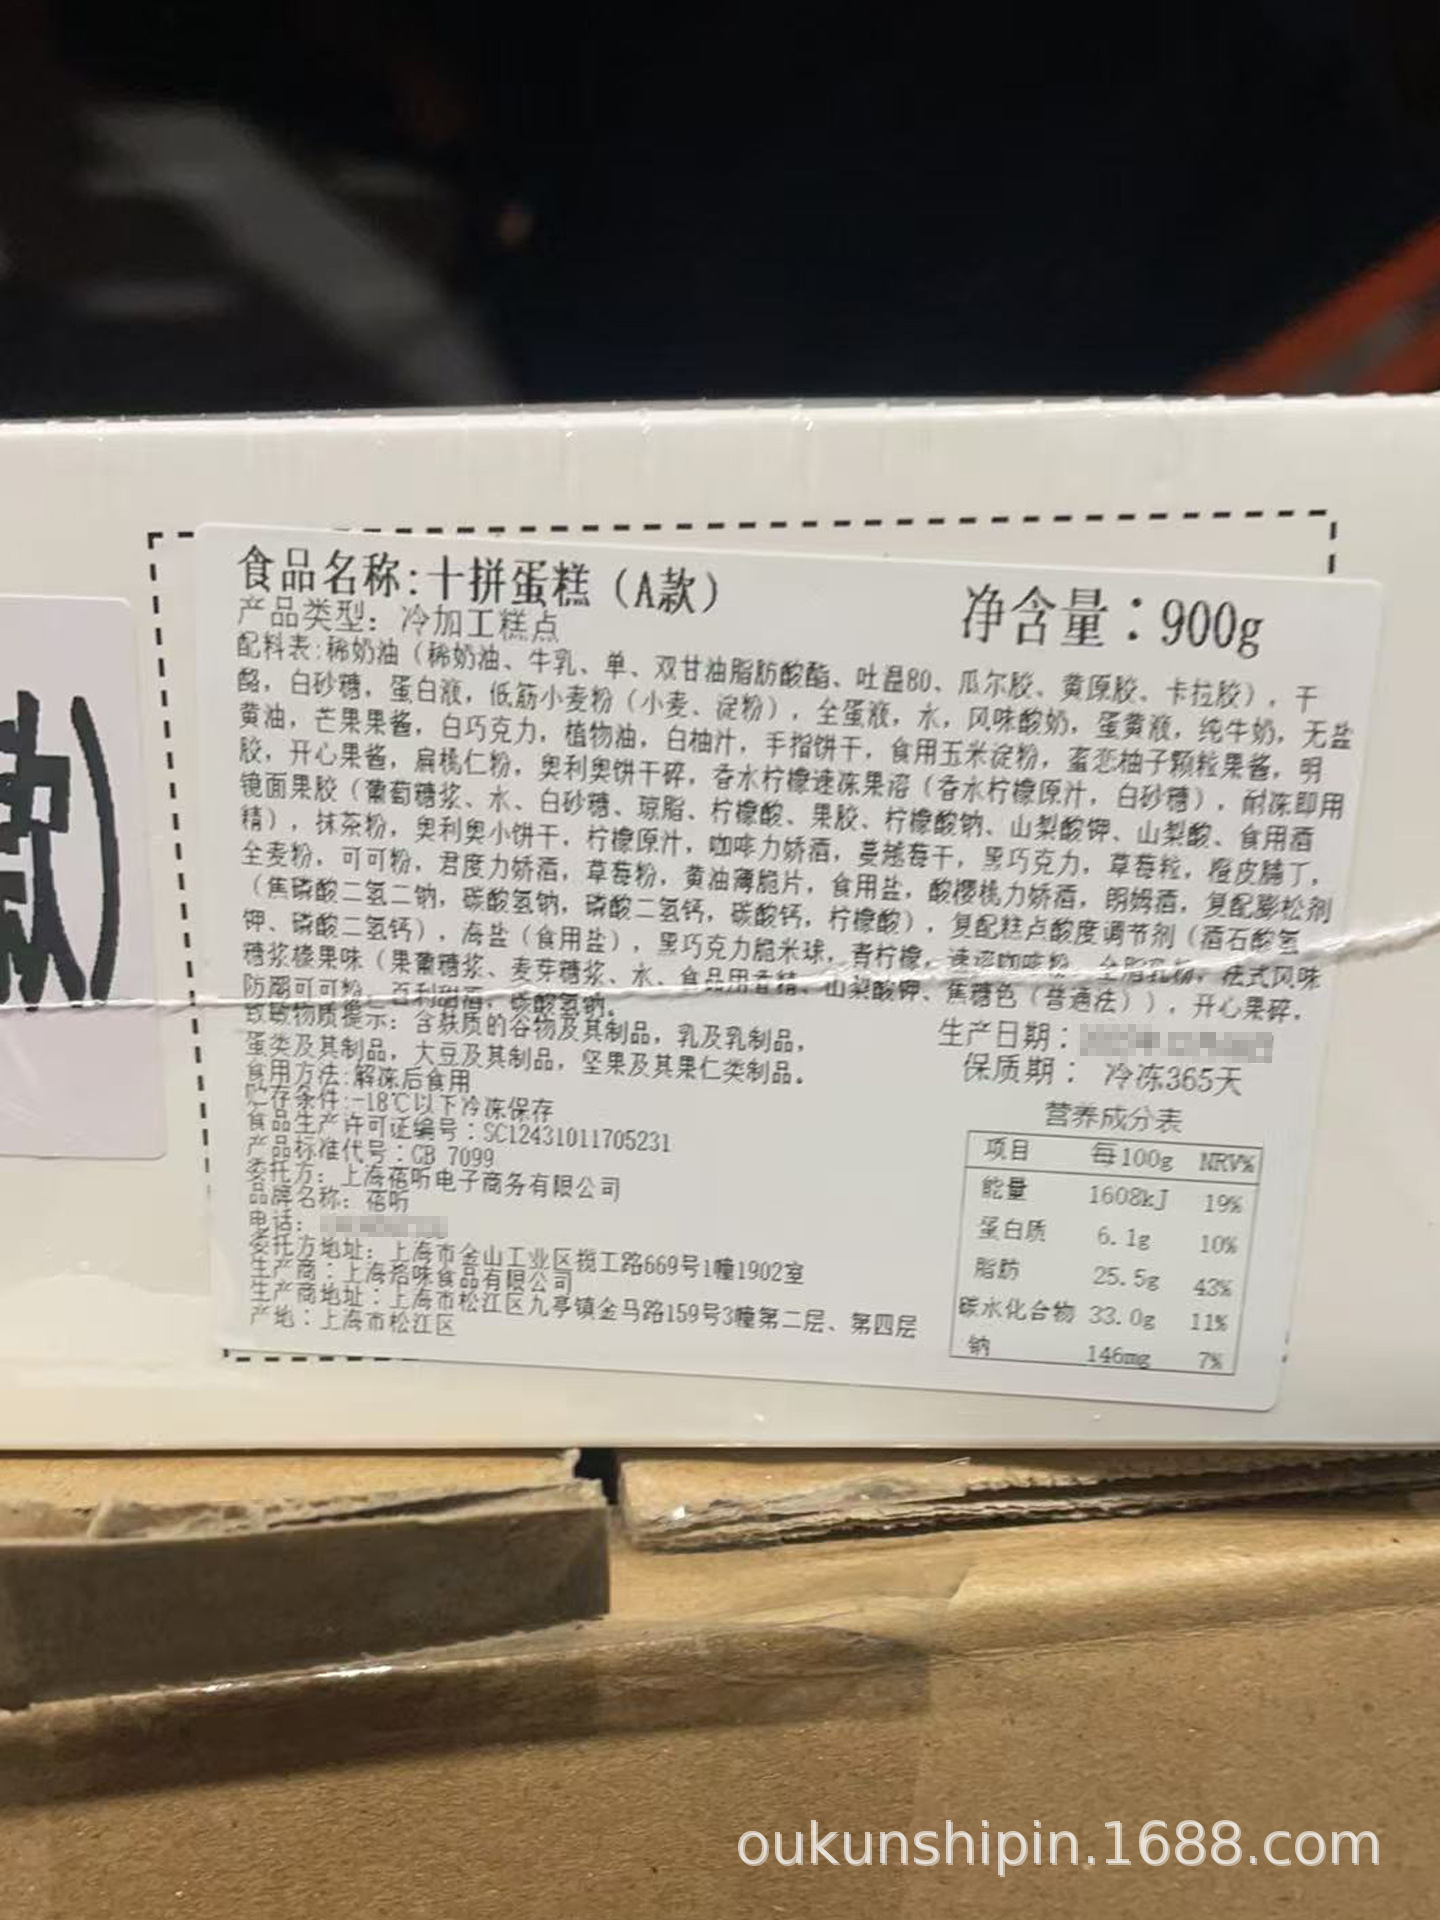 食品名称:十拼蛋糕（A款）
净含量：900g
产品类型：冷加工糕点
配料表:稀奶油（稀奶油、牛乳、单、双甘油脂肪酸酯、吐温80、瓜尔胶、黄原胶、卡拉胶），干
酪，白砂糖，蛋白液，低筋小麦粉（小麦、淀粉），全蛋液，水，风味酸奶，蛋黄液，纯牛奶，无盐
黄油，芒果果酱，白巧克力，植物油，白柚汁，手指饼干，食用玉米淀粉，蜜恋柚子颗粒果酱，明
胶，开心果酱，扁桃仁粉，奥利奥饼干碎，香水柠檬速冻果溶（香水柠檬原汁，白砂糖），耐冻即用
镜面果胶（葡萄糖浆、水、白砂糖、琼脂、柠檬酸、果胶、柠檬酸钠、山梨酸钾、山梨酸、食用酒
精），抹茶粉，奥利奥小饼干，柠檬原汁，咖啡力娇酒，蔓越莓干，黑巧克力，草莓粒，橙皮脯丁，
全麦粉，可可粉，君度力娇酒，草莓粉，黄油薄脆片，食用盐，酸樱桃力娇酒，朗姆酒，复配膨松剂
（焦磷酸二氢二钠，碳酸氢钠，磷酸二氢钙，碳酸钙，柠檬酸），复配糕点酸度调节剂（酒石酸氢
钾、磷酸二氢钙），海盐（食用盐），黑巧克力脆米球，青柠檬，速溶咖啡粉，全脂乳粉，法式风味
糖浆榛果味（果葡糖浆、麦芽糖浆、水、食品用香精、山梨酸钾、焦糖色（普通法）），开心果碎，
防潮可可粉，百利甜酒，碳酸氢钠。
致敏物质提示：含麸质的谷物及其制品，乳及乳制品，
蛋类及其制品，大豆及其制品，坚果及其果仁类制品。
生产日期：
保质期：冷冻365天
食用方法:解冻后食用
贮存条件:-18℃以下冷冻保存
食品生产许可证编号：SC12431011705231
产品标准代号：GB 7099
委托方：上海蓓昕电子商务有限公司
品牌名称：蓓昕
电话：
委托方地址：上海市金山工业区揽工路669号1幢1902室
生产商：上海焙味食品有限公司
生产商地址：上海市松江区九亭镇金马路159号3幢第二层、第四层
产地：上海市松江区
营养成分表
项目 每100g NRV%
能量 1608kJ 19%
蛋白质 6.1g 10%
脂肪 25.5g 43%
碳水化合物 33.0g 11%
钠 146mg 7%
oukunshipin.1688.com